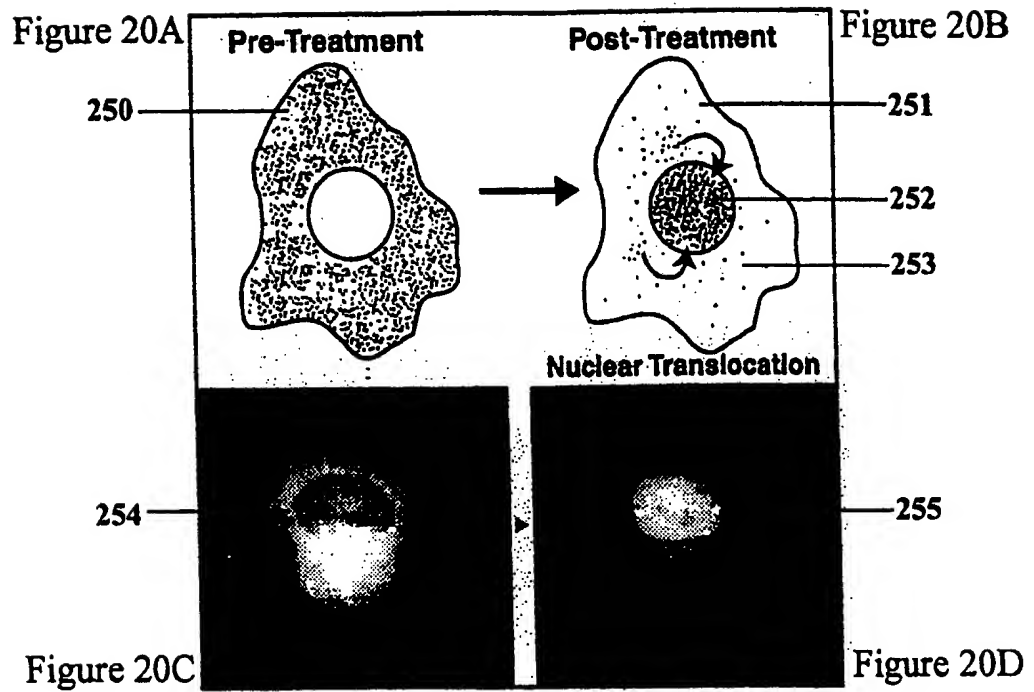 Figure 20A
Pre-Treatment
Post-Treatment
Figure 20B
250
251
252
253
Nuclear Translocation
254
255
Figure 20C
Figure 20D